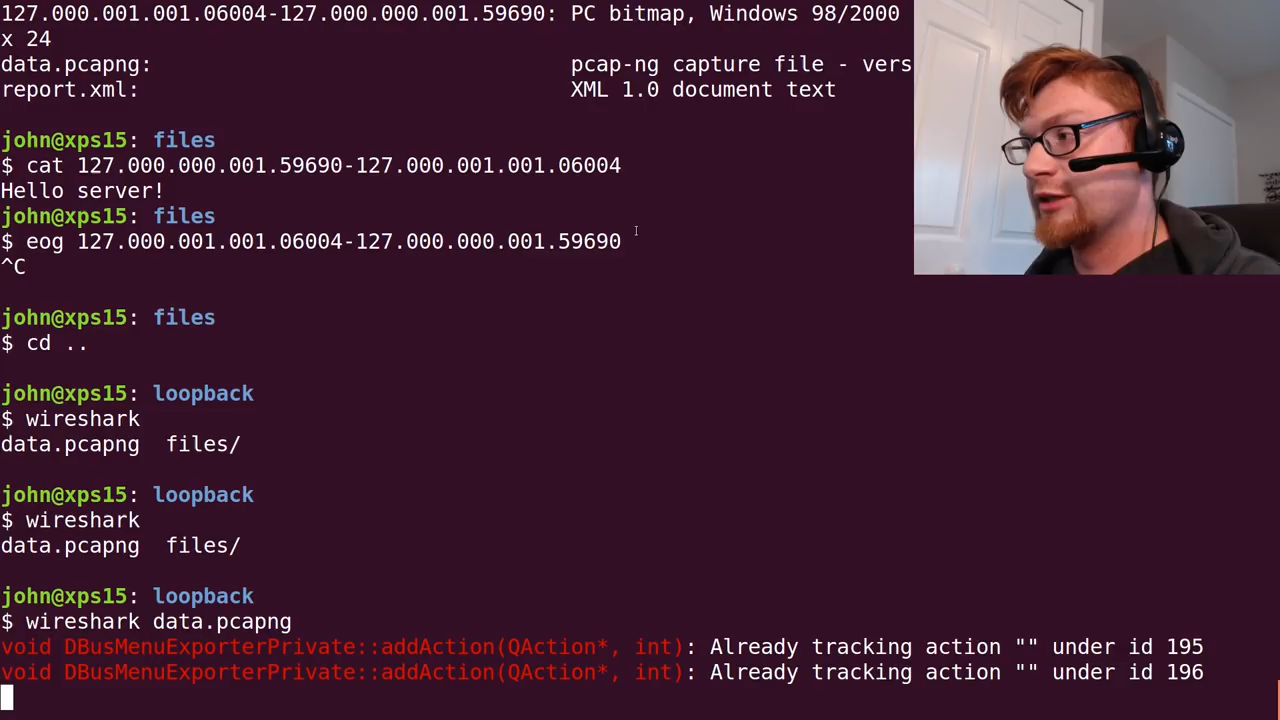 127.000.001.001.06004-127.000.000.001.59690: PC bitmap, Windows 98/2000
x 24
data.pcapng: pcap-ng capture file - vers
report.xml: XML 1.0 document text
john@xps15: files
$ cat 127.000.000.001.59690-127.000.001.001.06004
Hello server!
john@xps15: files
$ eog 127.000.001.001.06004-127.000.000.001.59690
^C
john@xps15: files
$ cd ..
john@xps15: loopback
$ wireshark
data.pcapng  files/
john@xps15: loopback
$ wireshark
data.pcapng  files/
john@xps15: loopback
$ wireshark data.pcapng
void DBusMenuExporterPrivate::addAction(QAction*, int): Already tracking action "" under id 195
void DBusMenuExporterPrivate::addAction(QAction*, int): Already tracking action "" under id 196